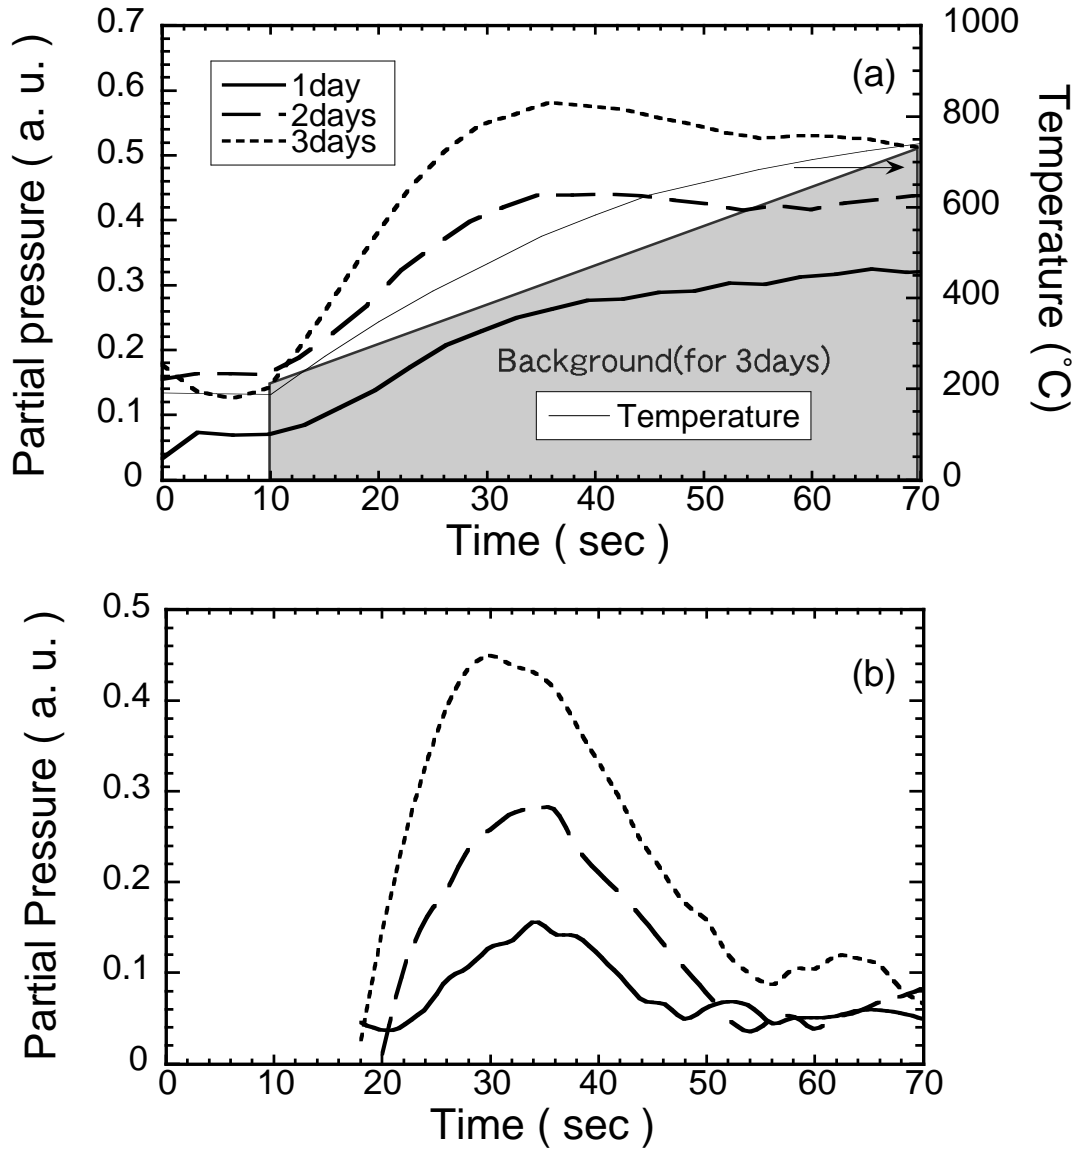 0.7
0.6
0.5
0.4
0.3
0.2
0.1
0
Partial pressure ( a. u. )
1day
2days
3days
(a)
1000
800
600
400
200
0
Temperature (°C)
Background(for 3days)
Temperature
0 10 20 30 40 50 60 70
Time ( sec )
0.5
0.4
0.3
0.2
0.1
0
Partial Pressure ( a. u. )
(b)
0 10 20 30 40 50 60 70
Time ( sec )